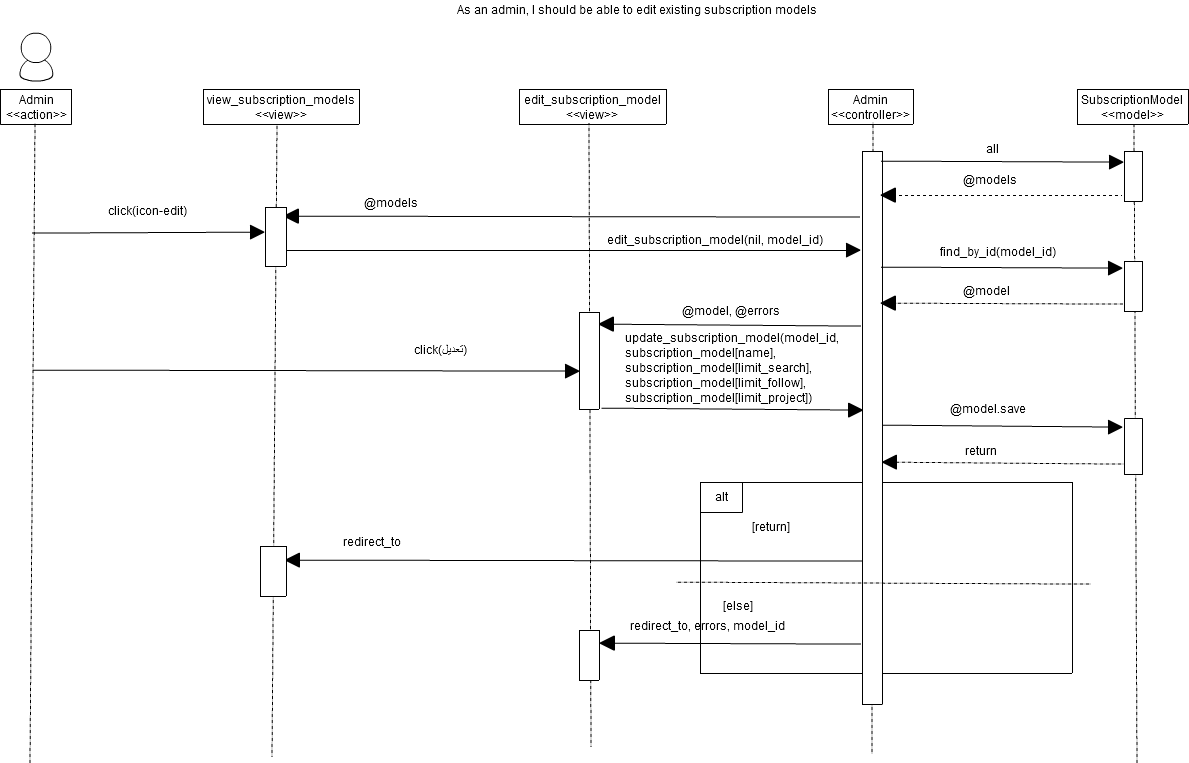 As an admin, I should be able to edit existing subscription models
Admin
<<action>>
view_subscription_models
<<view>>
edit_subscription_model
<<view>>
Admin
<<controller>>
SubscriptionModel
<<model>>
all
@models
@models
click(icon-edit)
edit_subscription_model(nil, model_id)
find_by_id(model_id)
@model
@model, @errors
click(تعديل)
update_subscription_model(model_id,
subscription_model[name],
subscription_model[limit_search],
subscription_model[limit_follow],
subscription_model[limit_project])
@model.save
return
alt
[return]
redirect_to
[else]
redirect_to, errors, model_id